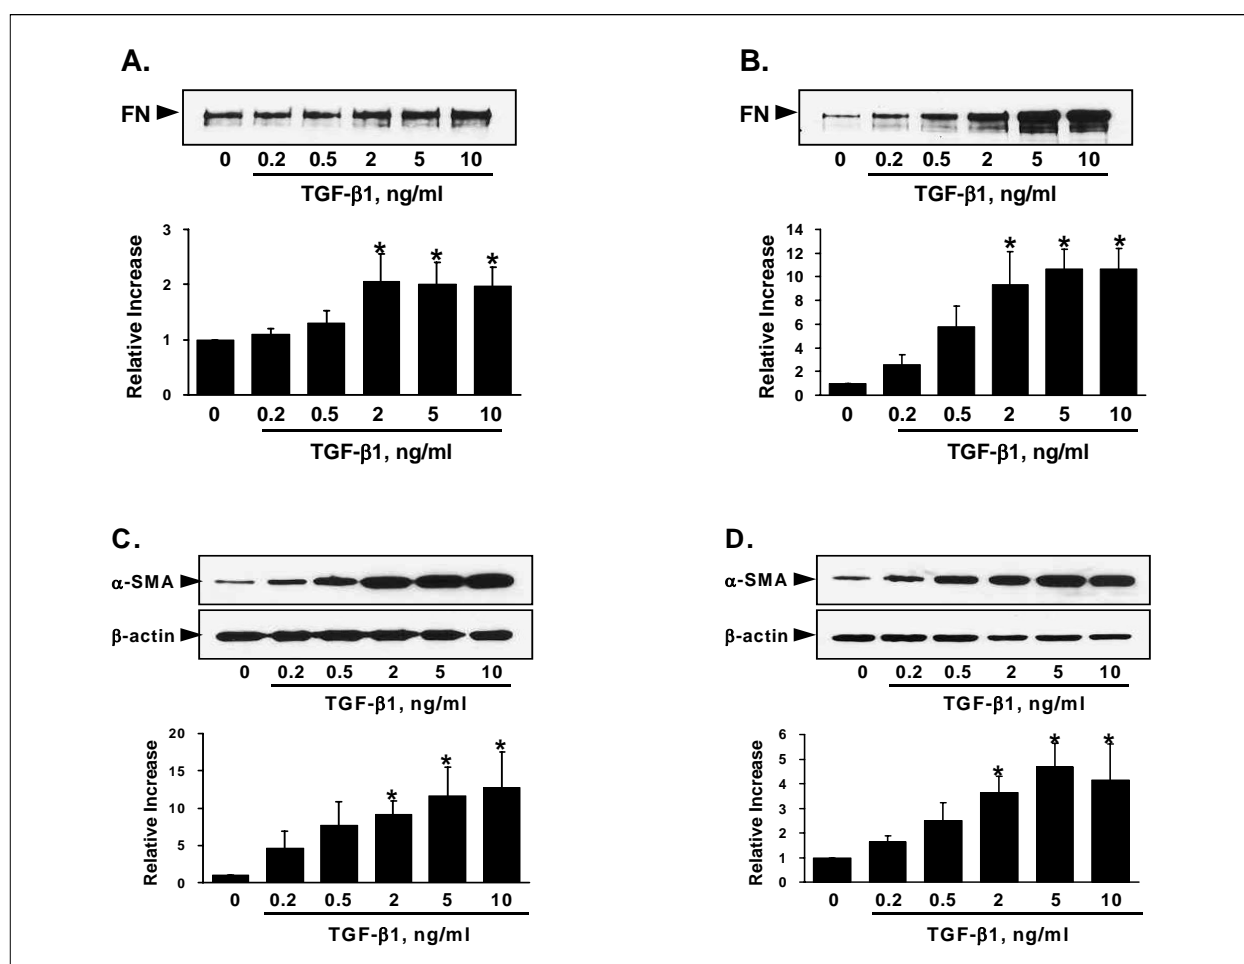 A.
FN
0 0.2 0.5 2 5 10
TGF-β1, ng/ml
Relative Increase
3
2
1
0
* * *
0 0.2 0.5 2 5 10
TGF-β1, ng/ml
B.
FN
0 0.2 0.5 2 5 10
TGF-β1, ng/ml
Relative Increase
14
12
10
8
6
4
2
0
* * *
0 0.2 0.5 2 5 10
TGF-β1, ng/ml
C.
α-SMA
β-actin
0 0.2 0.5 2 5 10
TGF-β1, ng/ml
Relative Increase
20
15
10
5
0
* * *
0 0.2 0.5 2 5 10
TGF-β1, ng/ml
D.
α-SMA
β-actin
0 0.2 0.5 2 5 10
TGF-β1, ng/ml
Relative Increase
6
5
4
3
2
1
0
* * *
0 0.2 0.5 2 5 10
TGF-β1, ng/ml